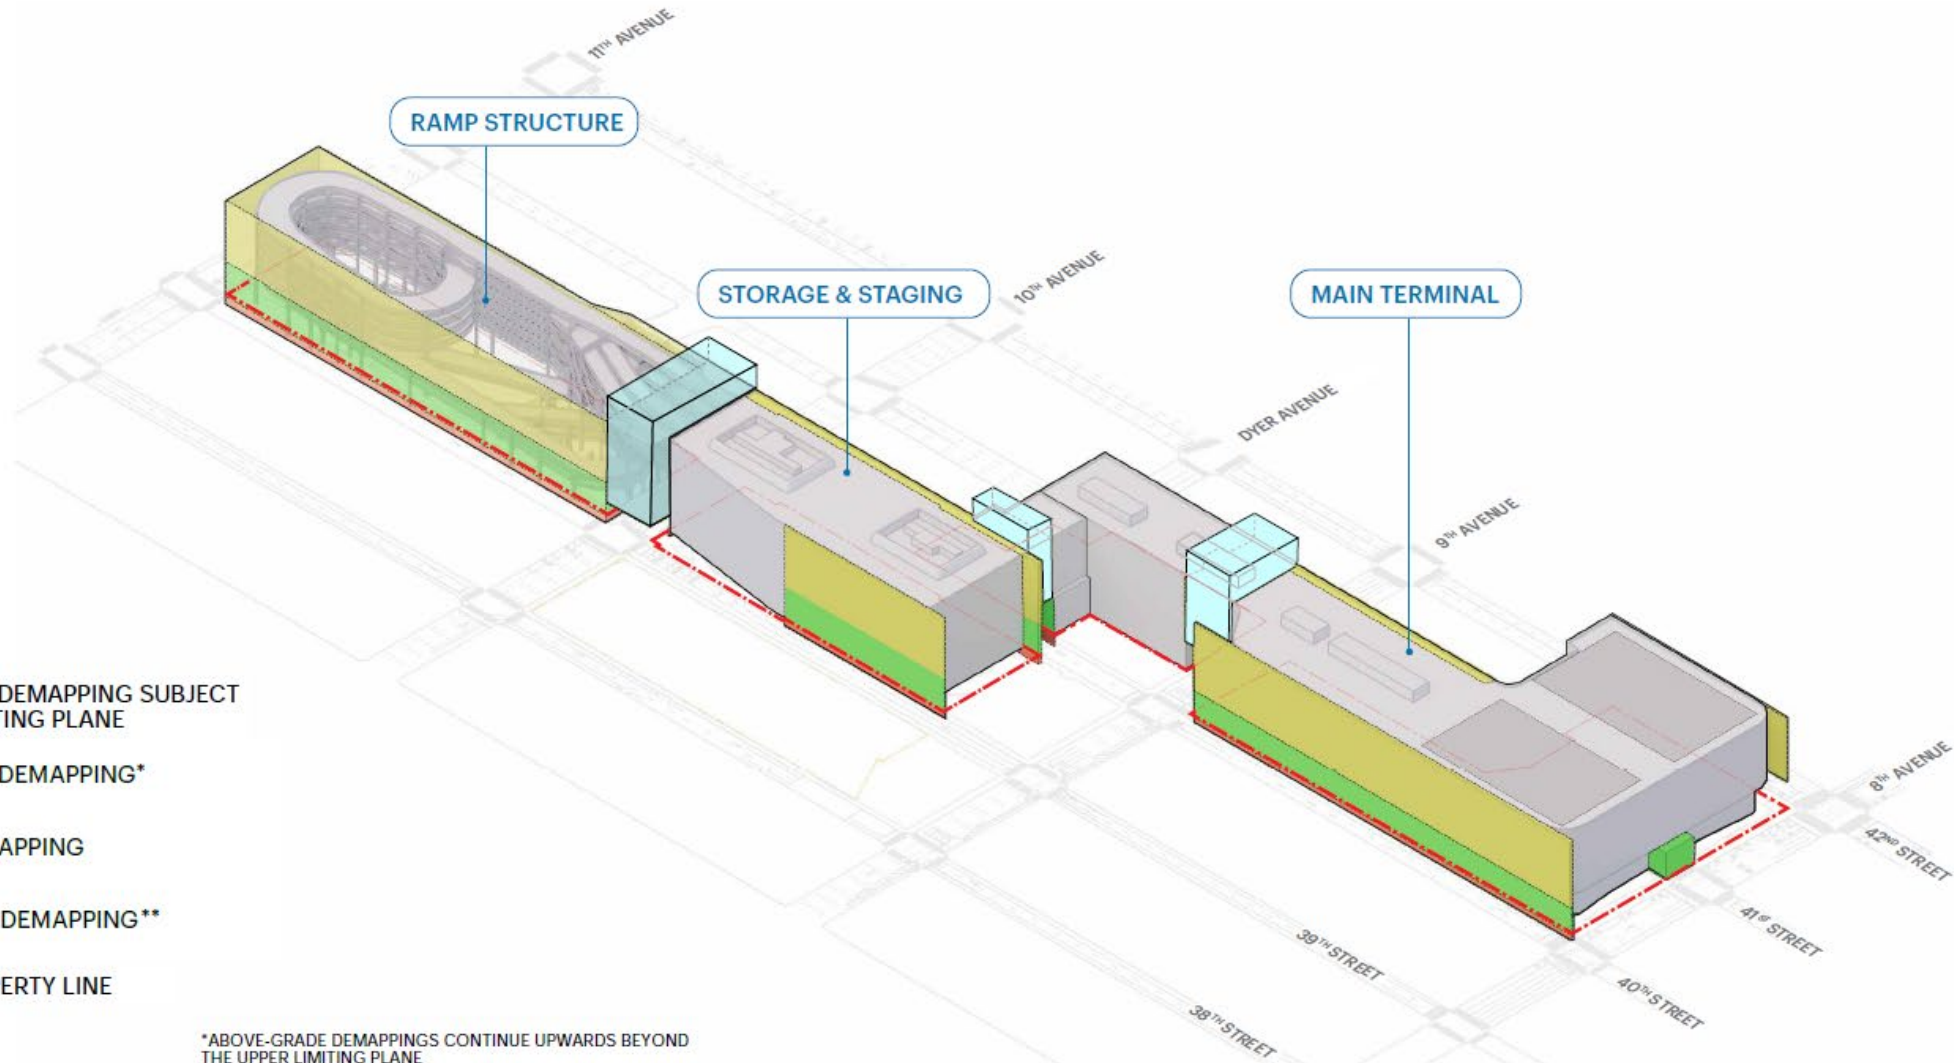 11TH AVENUE
RAMP STRUCTURE
10TH AVENUE
STORAGE & STAGING
MAIN TERMINAL
DYER AVENUE
9TH AVENUE
DEMAPPING SUBJECT
TING PLANE
DEMAPPING*
8TH AVENUE
42ND STREET
APPING
DEMAPPING**
41ST STREET
39TH STREET
ERTY LINE
40TH STREET
38TH STREET
*ABOVE-GRADE DEMAPPINGS CONTINUE UPWARDS BEYOND
THE UPPER LIMITING PLANE